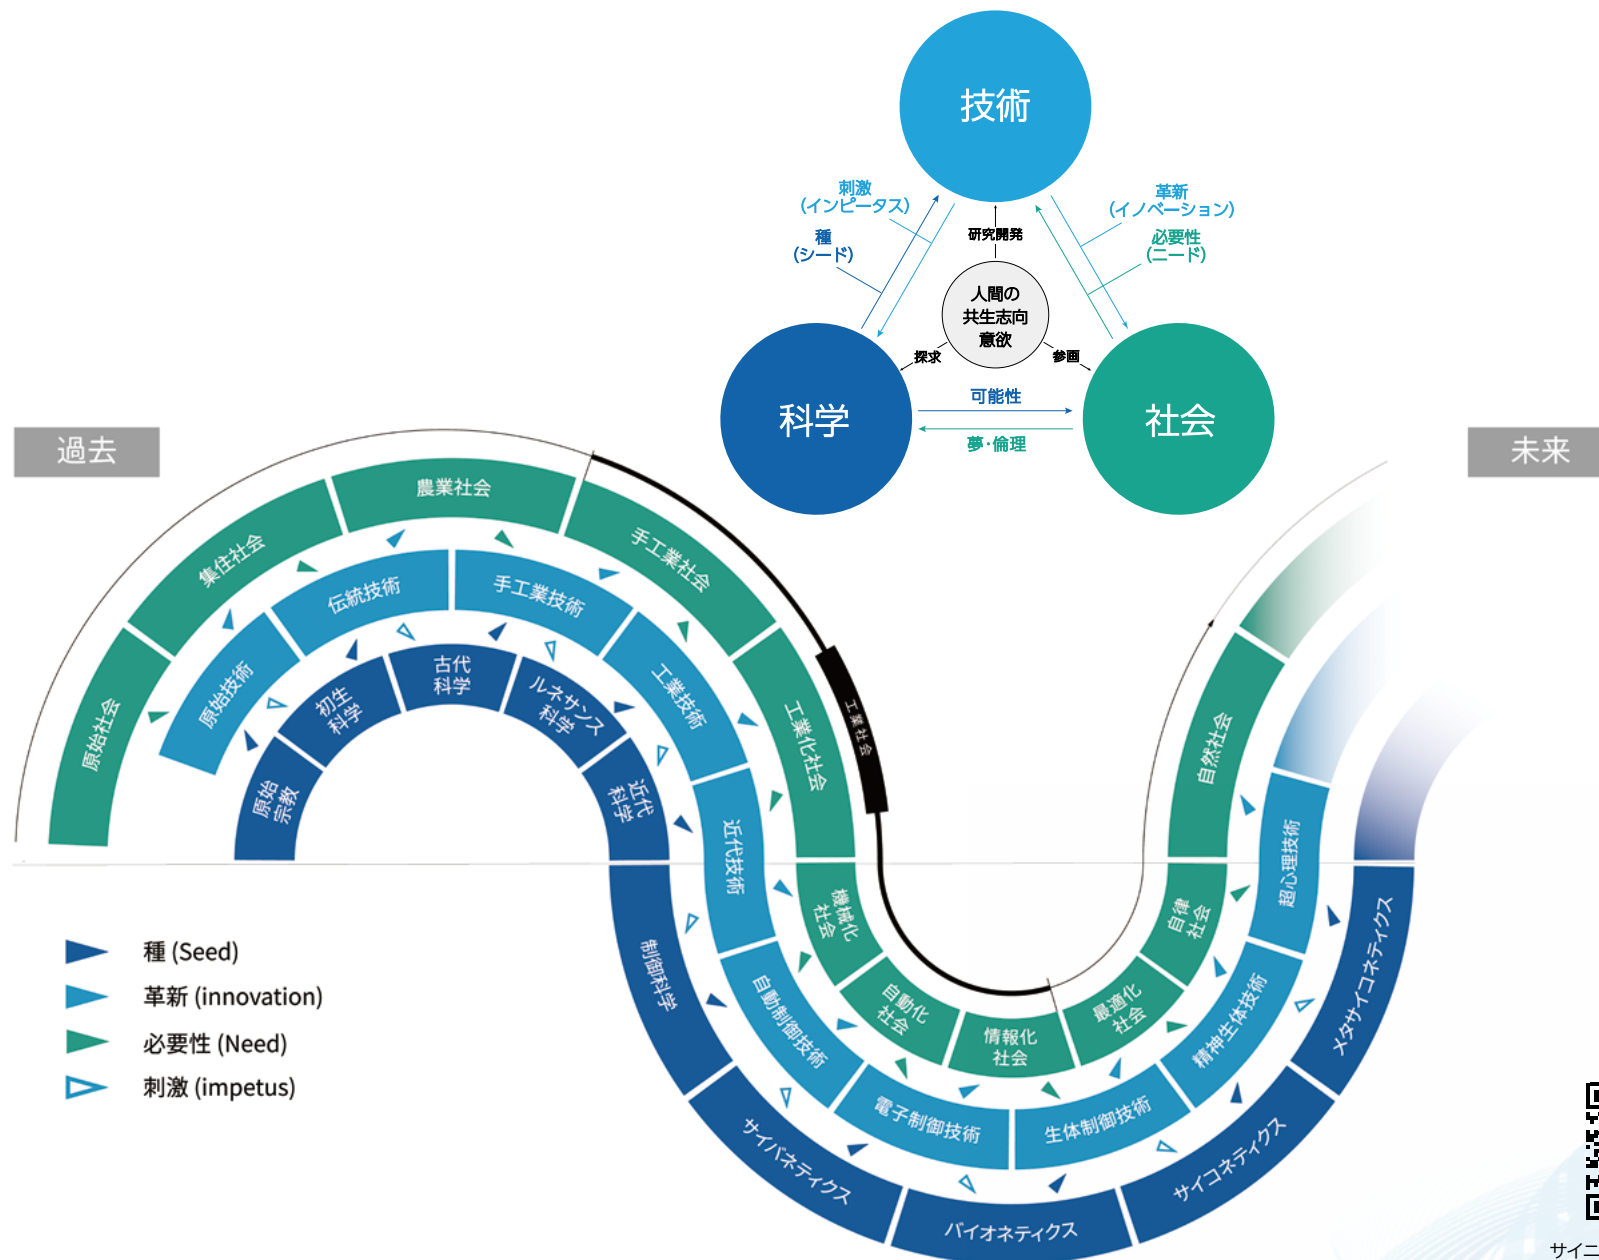 技術
刺激
(インピータス)
種
(シード)
革新
(イノベーション)
必要性
(ニード)
研究開発
人間の
共生志向
意欲
探求
参画
科学
社会
可能性
夢・倫理
過去
未来
原始社会
集住社会
農業社会
手工業社会
工業化社会
機械化
社会
自動化
社会
情報化
社会
最適化
社会
自律
社会
自然社会
工業社会
原始技術
伝統技術
手工業技術
工業技術
近代技術
自動制御技術
電子制御技術
生体制御技術
精神生体技術
超心理技術
原始
宗教
初生
科学
古代
科学
ルネサンス
科学
近代
科学
制御科学
サイバネティクス
バイオネティクス
サイコネティクス
メタサイコネティクス
種 (Seed)
革新 (innovation)
必要性 (Need)
刺激 (impetus)
サイニ